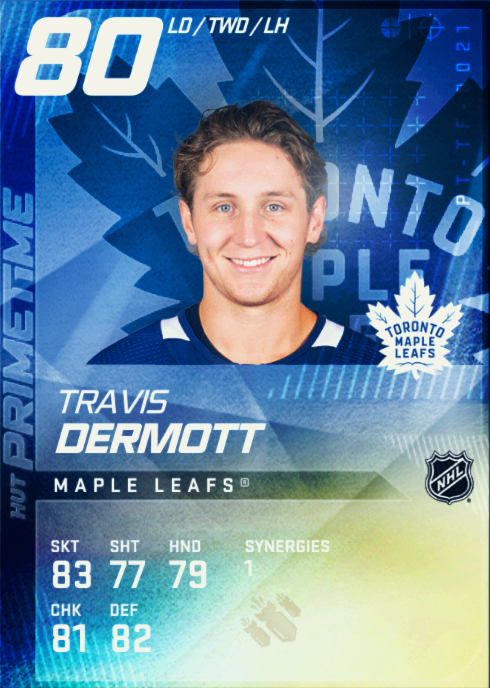 80 LD / TWD / LH
PT-TF-2021
TORONTO
MAPLE
TORONTO
MAPLE
LEAFS
HUT PRIMETIME
TRAVIS
DERMOTT
MAPLE LEAFS®
NHL
SKT SHT HND SYNERGIES
83 77 79 1
CHK DEF
81 82